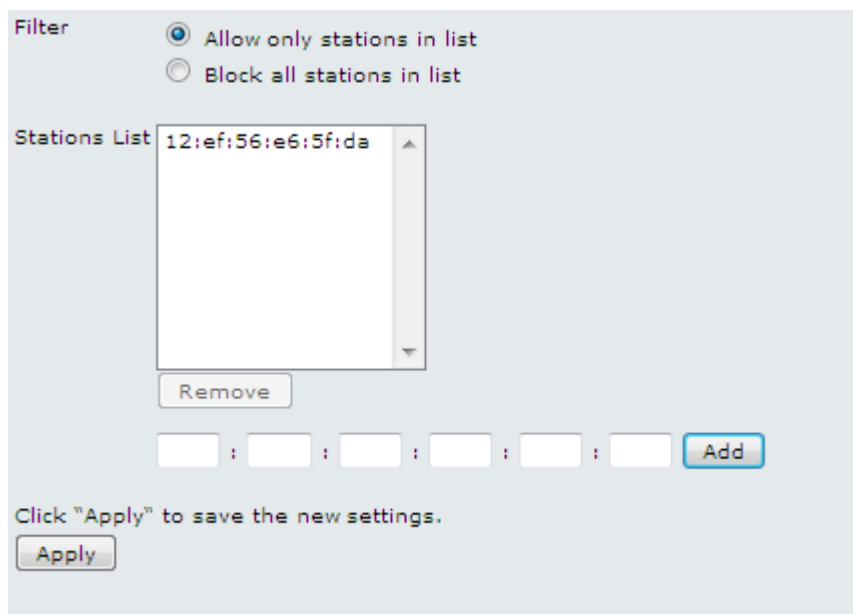 Filter
Allow only stations in list
Block all stations in list
Stations List
12:ef:56:e6:5f:da
Remove
: : : : : Add
Click "Apply" to save the new settings.
Apply